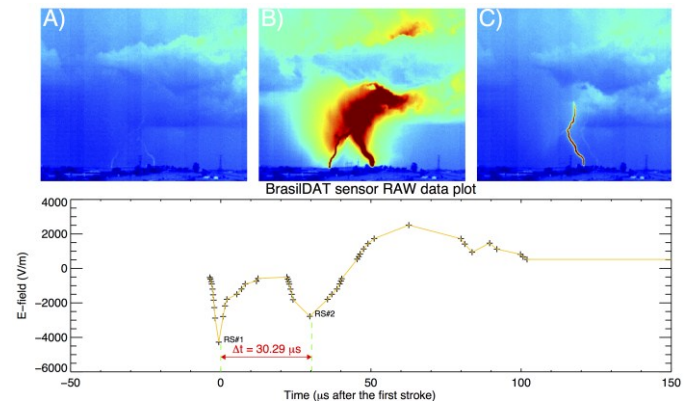 A) B) C)
BrasilDAT sensor RAW data plot
4000
2000
0
-2000
-4000
-6000
E-field (V/m)
RS#1
RS#2
Δt = 30.29 μs
-50 0 50 100 150
Time (μs after the first stroke)